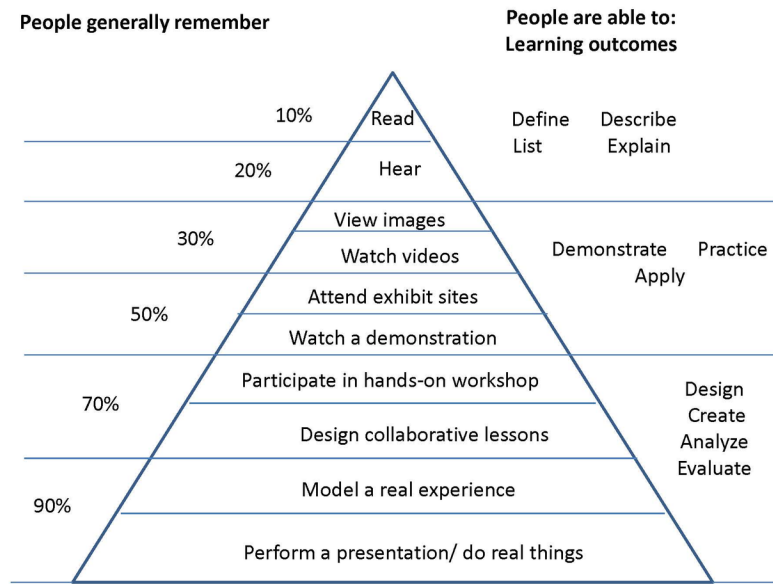 People generally remember
People are able to:
Learning outcomes
10%
Read
Define Describe
List Explain
20%
Hear
30%
View images
Watch videos
Demonstrate Practice
Apply
50%
Attend exhibit sites
Watch a demonstration
70%
Participate in hands-on workshop
Design collaborative lessons
Design
Create
Analyze
Evaluate
90%
Model a real experience
Perform a presentation/ do real things